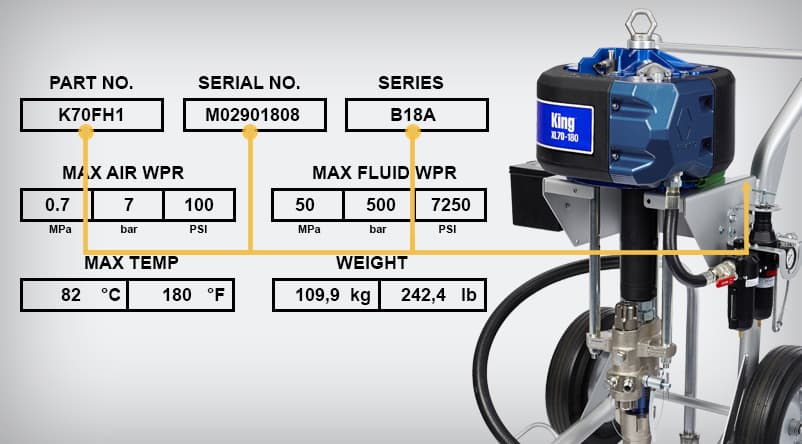 PART NO. SERIAL NO. SERIES
K70FH1 M02901808 B18A
MAX AIR WPR MAX FLUID WPR
0.7 7 100 50 500 7250
MPa bar PSI MPa bar PSI
MAX TEMP WEIGHT
82 °C 180 °F 109,9 kg 242,4 lb
King
XL70-180